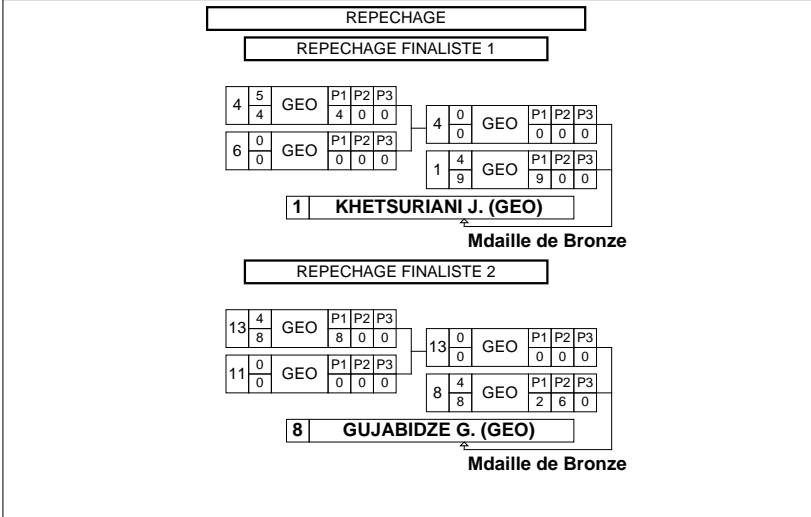 REPECHAGE
REPECHAGE FINALISTE 1
4 5 GEO P1 P2 P3
4 4 0 0
6 0 GEO P1 P2 P3
0 0 0 0
4 0 GEO P1 P2 P3
0 0 0 0
1 4 GEO P1 P2 P3
9 9 0 0
1 KHETSURIANI J. (GEO)
Mdaille de Bronze
REPECHAGE FINALISTE 2
13 4 GEO P1 P2 P3
8 8 0 0
11 0 GEO P1 P2 P3
0 0 0 0
13 0 GEO P1 P2 P3
0 0 0 0
8 4 GEO P1 P2 P3
8 2 6 0
8 GUJABIDZE G. (GEO)
Mdaille de Bronze